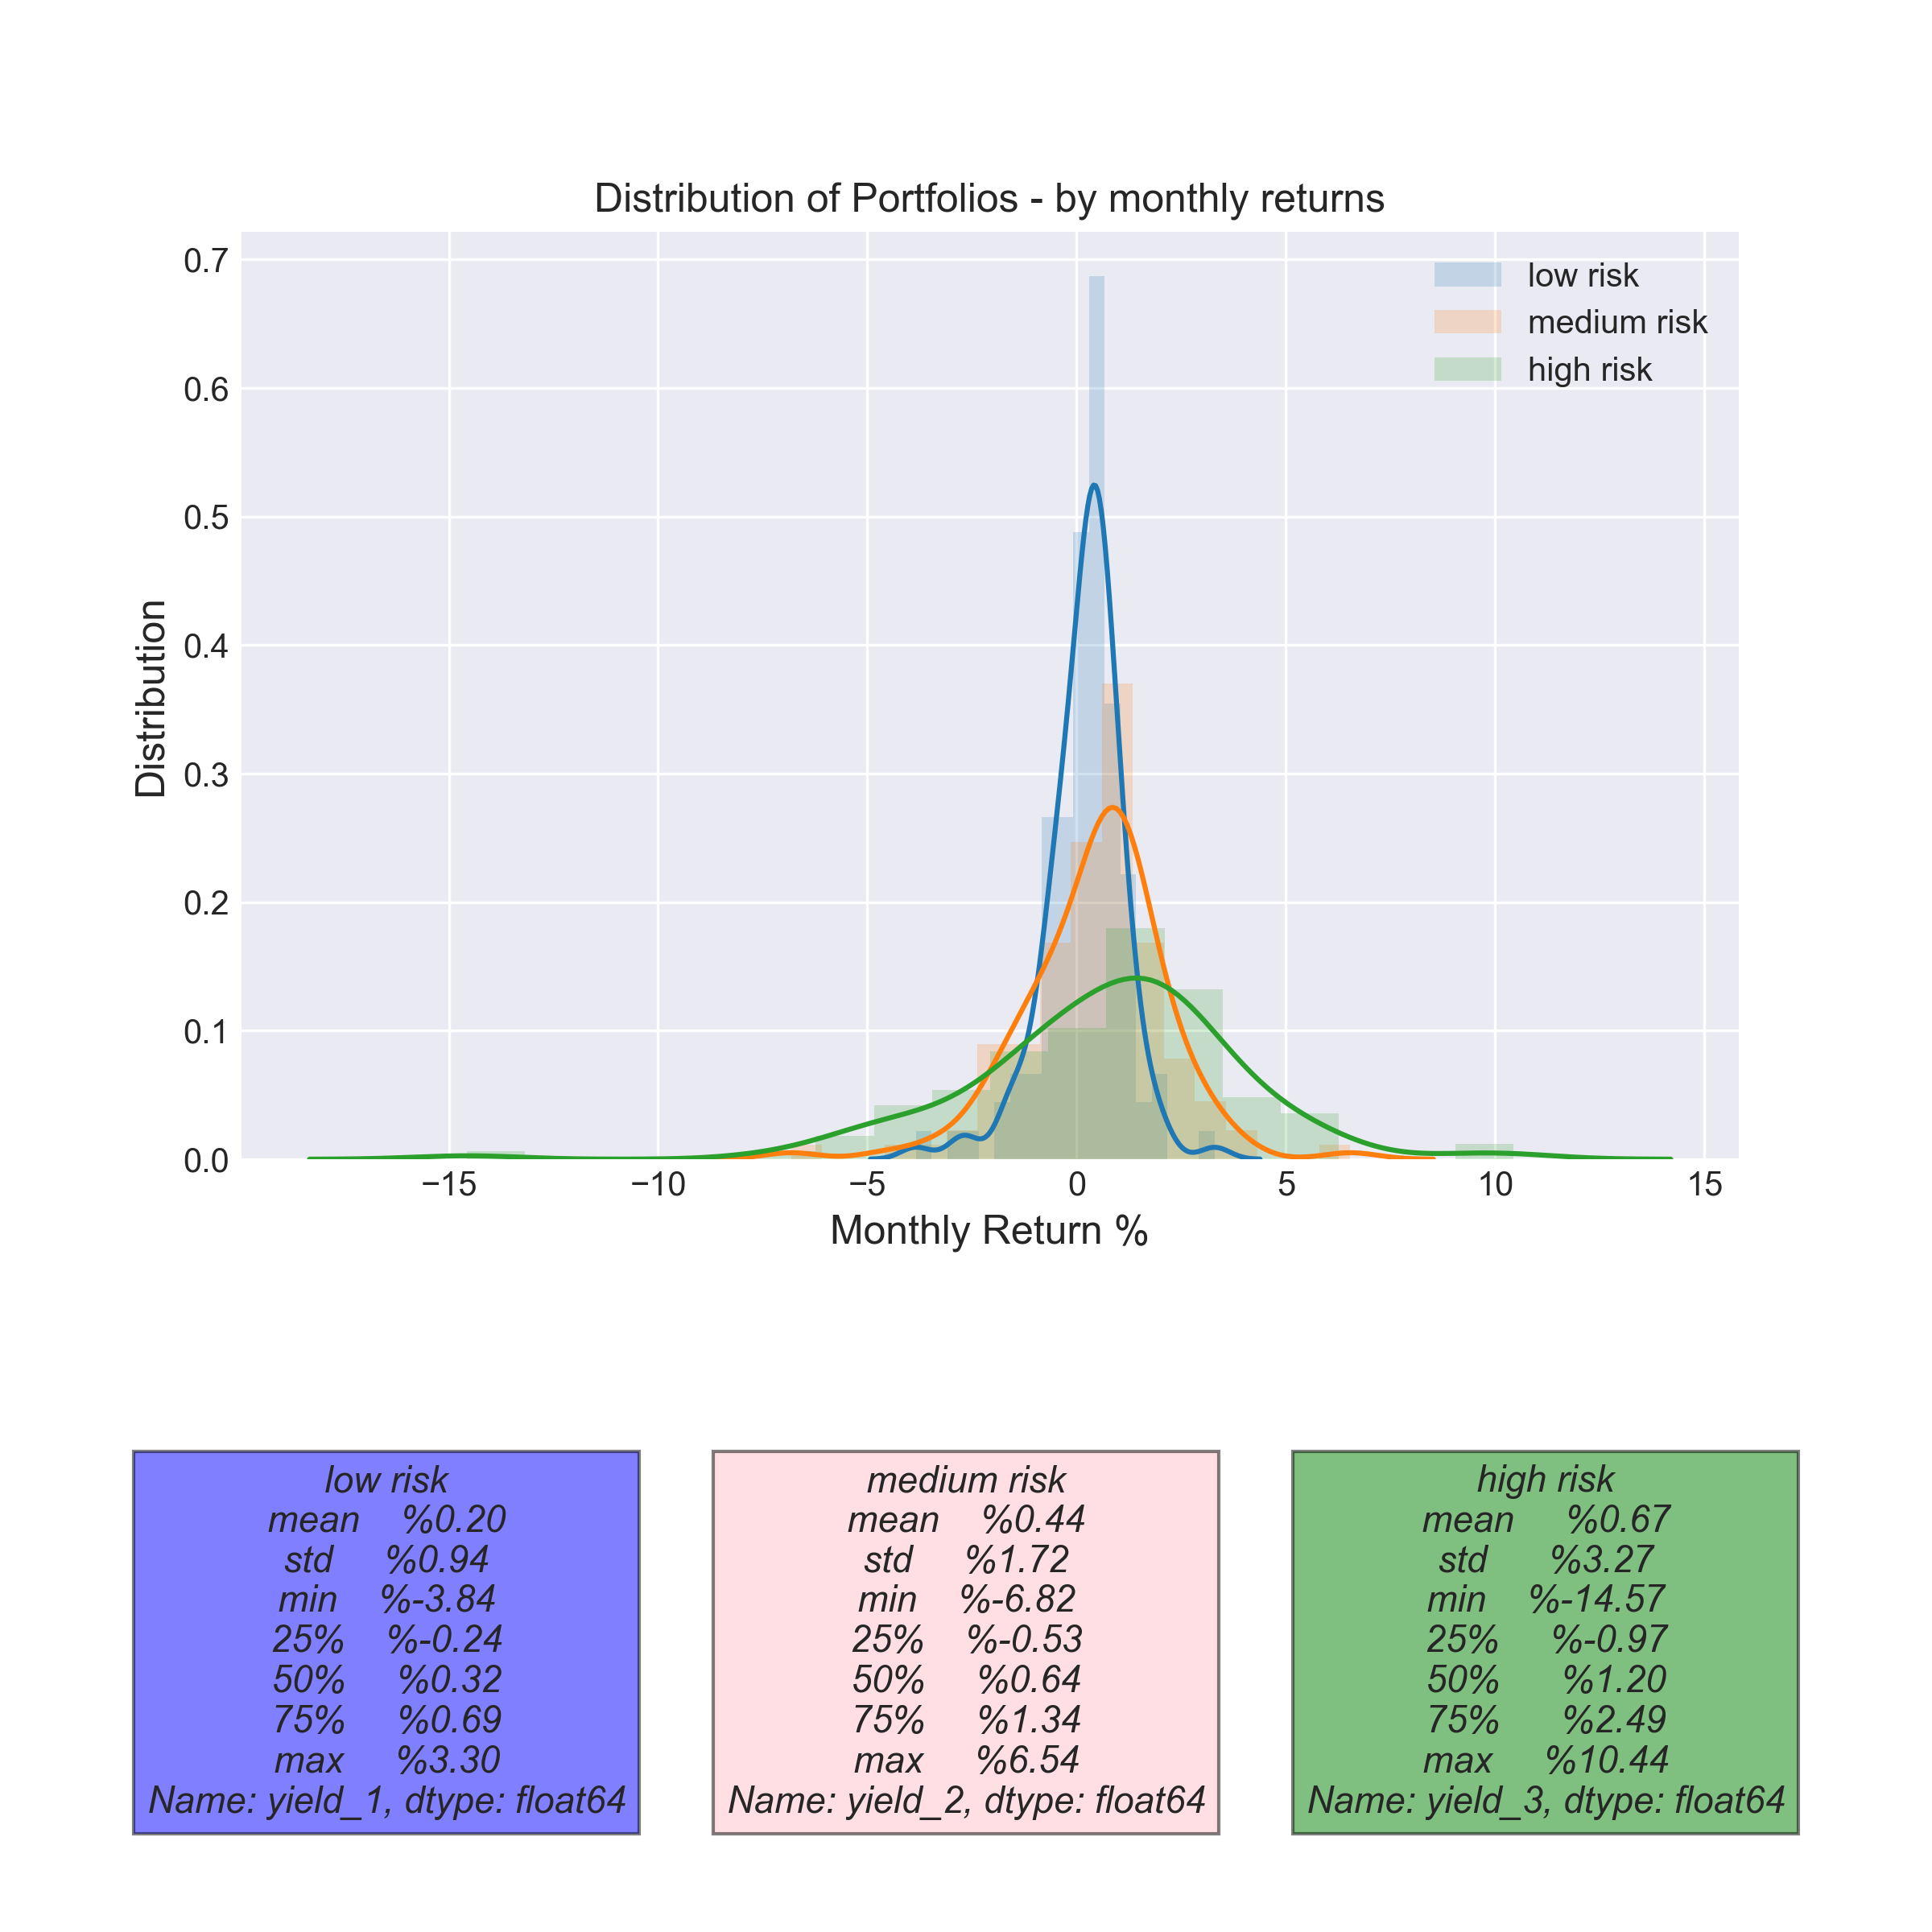 Distribution of Portfolios - by monthly returns
0.7
0.6
0.5
0.4
0.3
0.2
0.1
0.0
Distribution
low risk
medium risk
high risk
−15 −10 −5 0 5 10 15
Monthly Return %
low risk
mean %0.20
std %0.94
min %-3.84
25% %-0.24
50% %0.32
75% %0.69
max %3.30
Name: yield_1, dtype: float64
medium risk
mean %0.44
std %1.72
min %-6.82
25% %-0.53
50% %0.64
75% %1.34
max %6.54
Name: yield_2, dtype: float64
high risk
mean %0.67
std %3.27
min %-14.57
25% %-0.97
50% %1.20
75% %2.49
max %10.44
Name: yield_3, dtype: float64